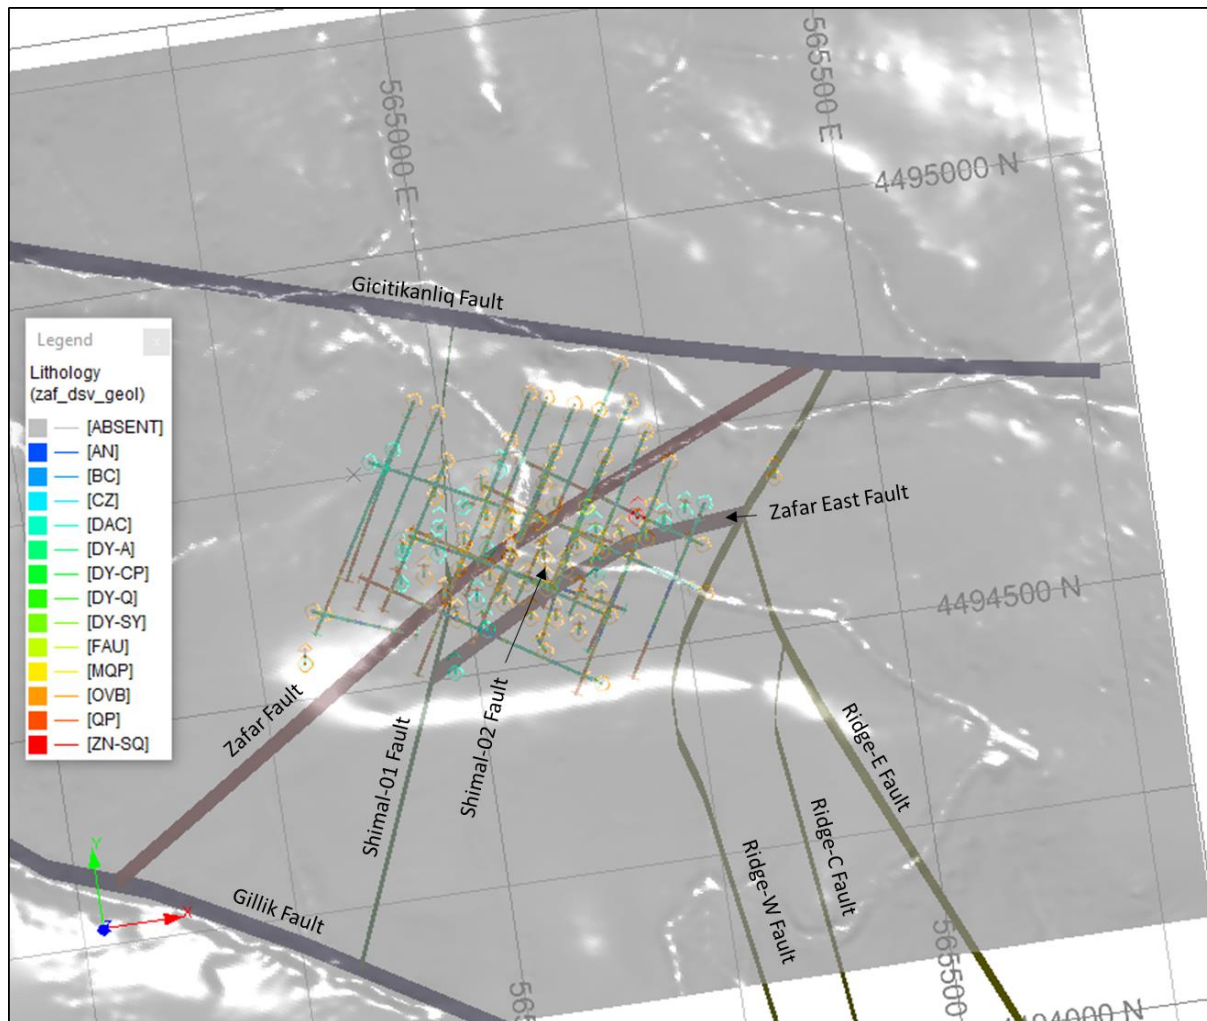 565000 E
565500 E
4495000 N
Gicitikanliq Fault
Legend
Lithology
(zaf_dsv_geol)
[ABSENT]
[AN]
[BC]
[CZ]
[DAC]
[DY-A]
[DY-CP]
[DY-Q]
[DY-SY]
[FAU]
[MQP]
[OVB]
[QP]
[ZN-SQ]
Zafar East Fault
4494500 N
Zafar Fault
Shimal-01 Fault
Shimal-02 Fault
Ridge-E Fault
Ridge-C Fault
Ridge-W Fault
Gillik Fault
Y
X
Z
565500
494000 N